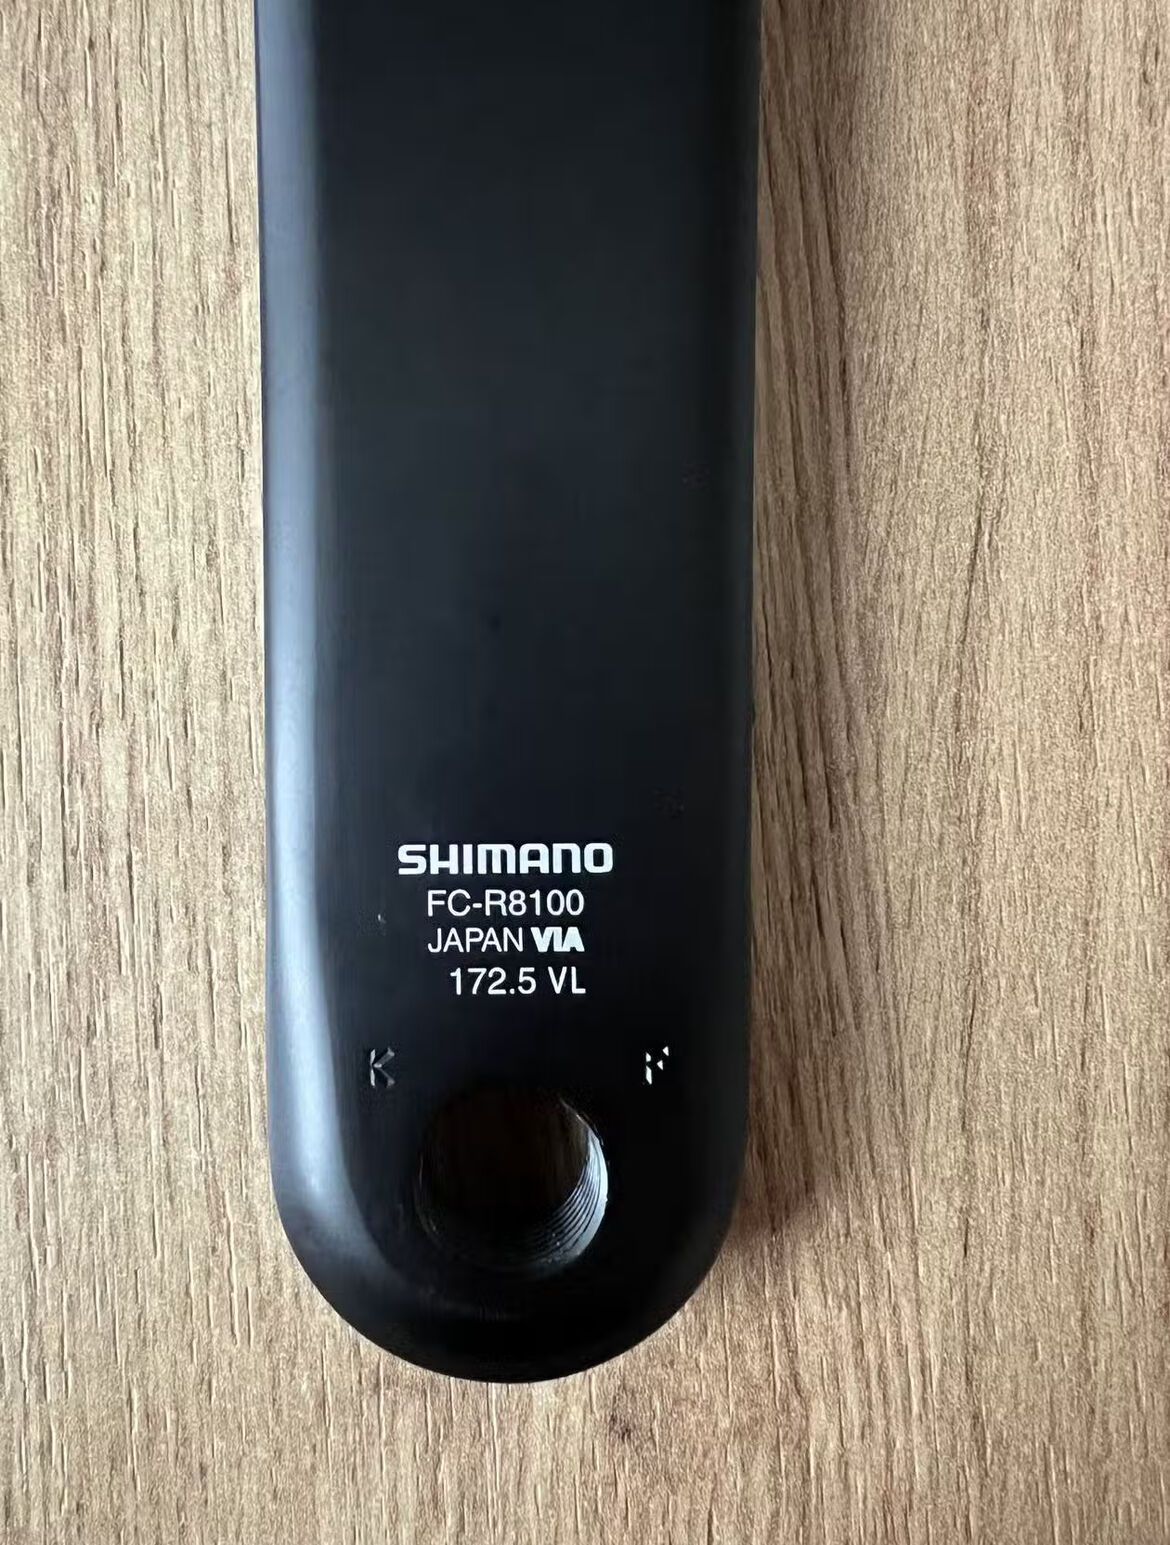 SHIMANO
FC-R8100
JAPAN VIA
172.5 VL
K F